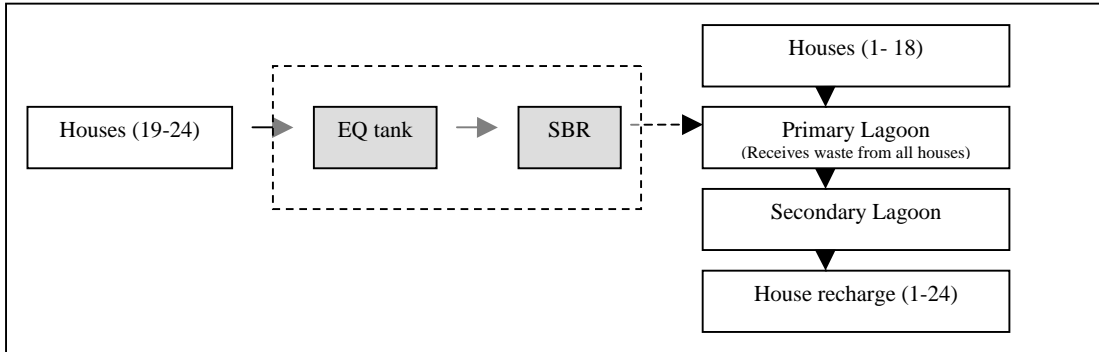 Houses (1- 18)
Houses (19-24)
EQ tank
SBR
Primary Lagoon
(Receives waste from all houses)
Secondary Lagoon
House recharge (1-24)